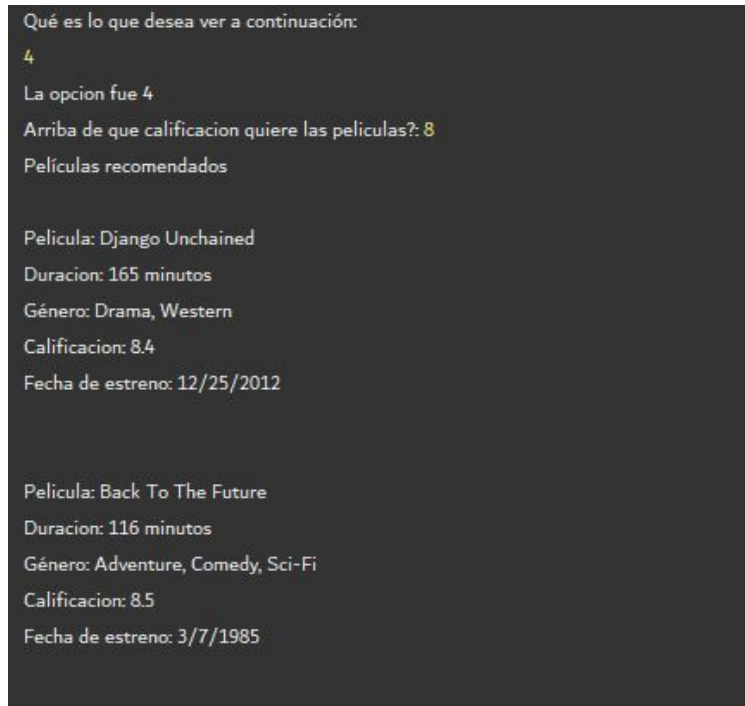 Qué es lo que desea ver a continuación:
4
La opcion fue 4
Arriba de que calificacion quiere las peliculas?: 8
Películas recomendados
Pelicula: Django Unchained
Duracion: 165 minutos
Género: Drama, Western
Calificacion: 8.4
Fecha de estreno: 12/25/2012
Pelicula: Back To The Future
Duracion: 116 minutos
Género: Adventure, Comedy, Sci-Fi
Calificacion: 8.5
Fecha de estreno: 3/7/1985